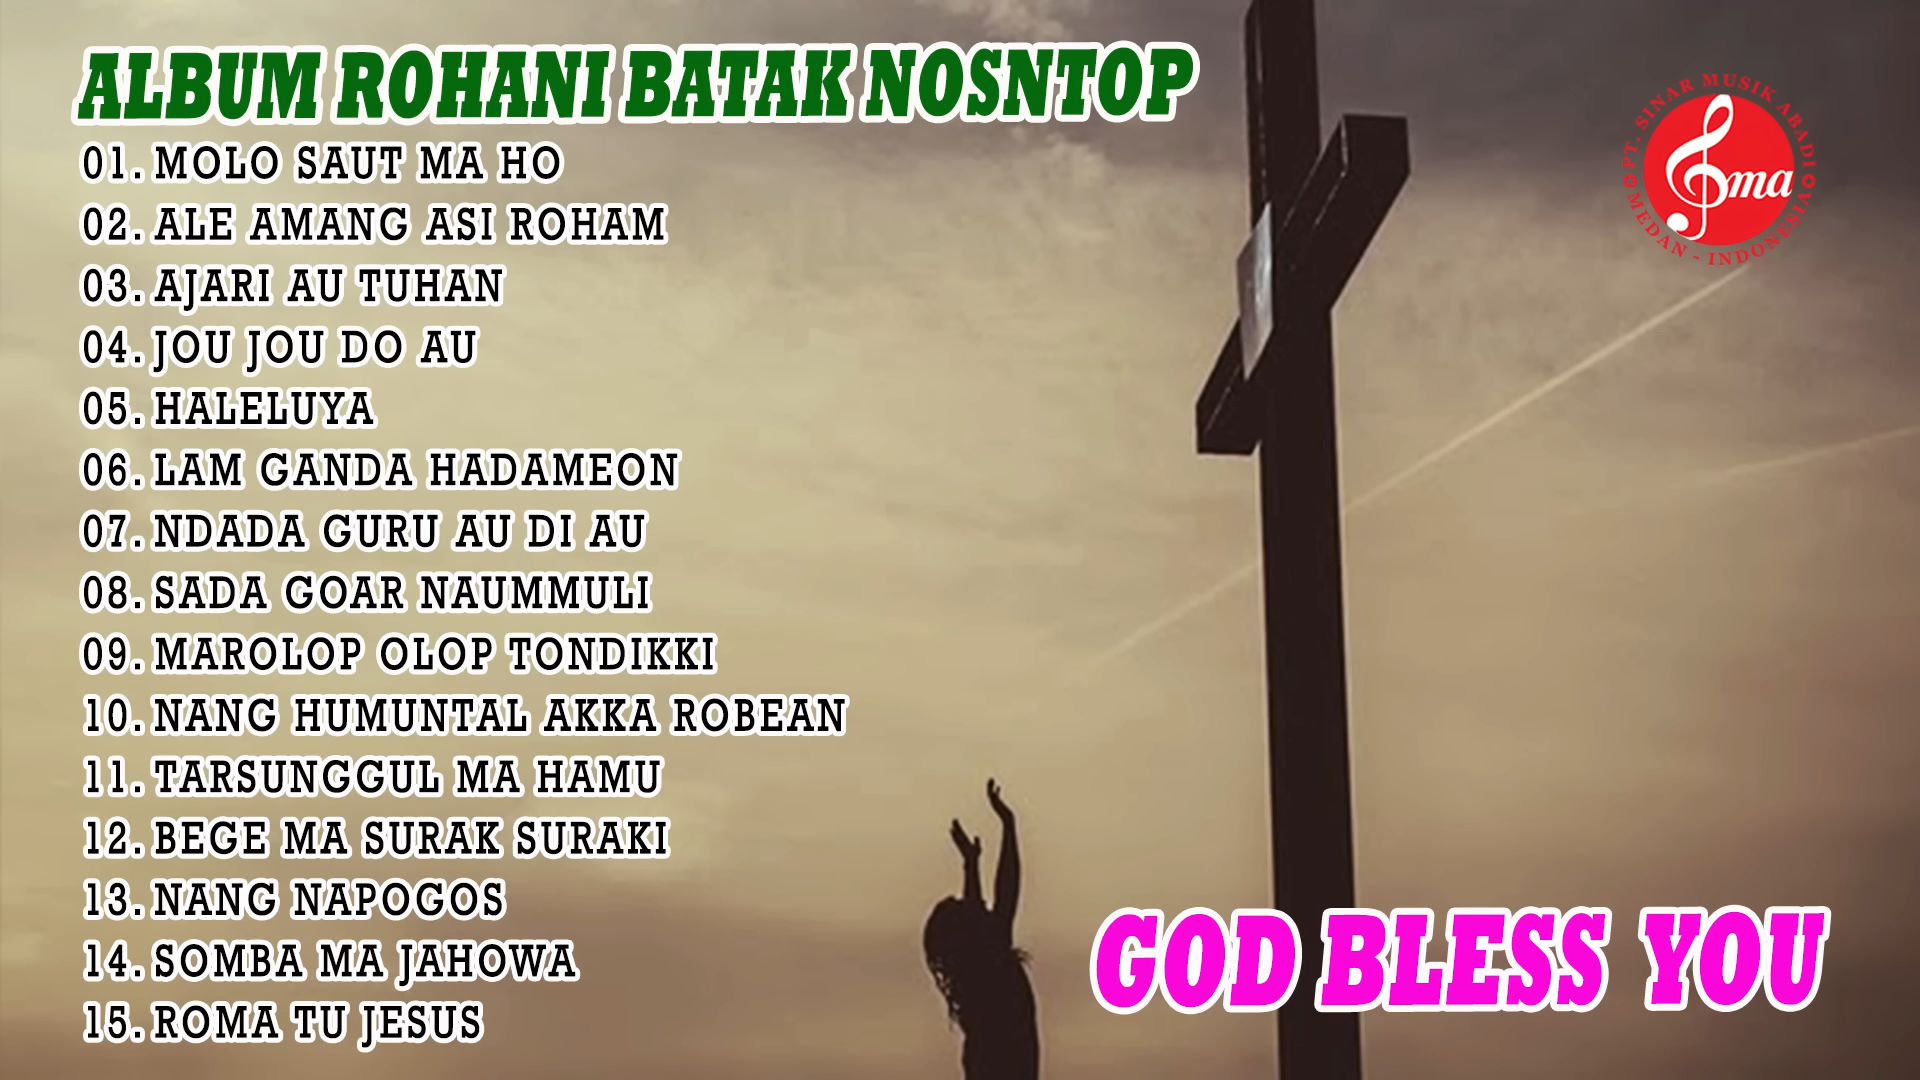 ALBUM ROHANI BATAK NOSNTOP
01. MOLO SAUT MA HO
02. ALE AMANG ASI ROHAM
03. AJARI AU TUHAN
04. JOU JOU DO AU
05. HALELUYA
06. LAM GANDA HADAMEON
07. NDADA GURU AU DI AU
08. SADA GOAR NAUMMULI
09. MAROLOP OLOP TONDIKKI
10. NANG HUMUNTAL AKKA ROBEAN
11. TARSUNGGUL MA HAMU
12. BEGE MA SURAK SURAKI
13. NANG NAPOGOS
14. SOMBA MA JAHOWA
15. ROMA TU JESUS
PT. SINAR MUSIK ABADI
Sma
MEDAN - INDONESIA
GOD BLESS YOU